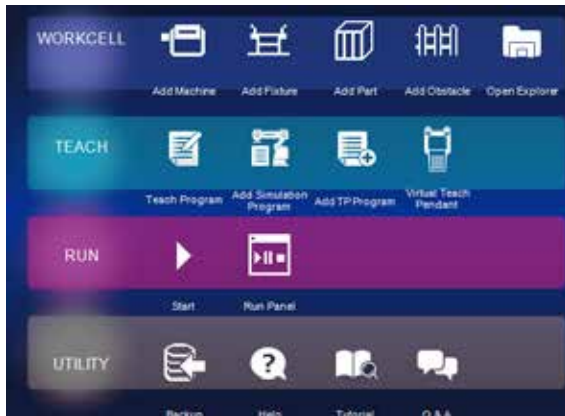 WORKCELL
Add Machine Add Fixture Add Part Add Obstacle Open Explorer
TEACH
Teach Program Add Simulation Program Add TP Program Virtual Teach Pendant
RUN
Start Run Panel
UTILITY
Backup Help Tutorial Q&A